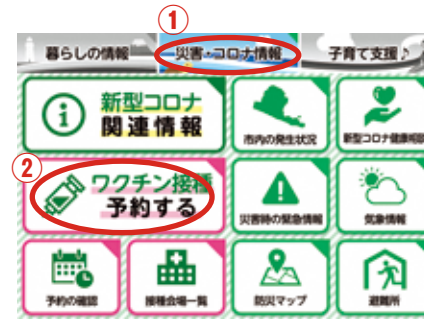 ①
暮らしの情報 災害・コロナ情報 子育て支援♪
新型コロナ
関連情報
市内の発生状況
新型コロナ健康相談
②
ワクチン接種
予約する
災害時の緊急情報
気象情報
予約の確認
接種会場一覧
防災マップ
避難所